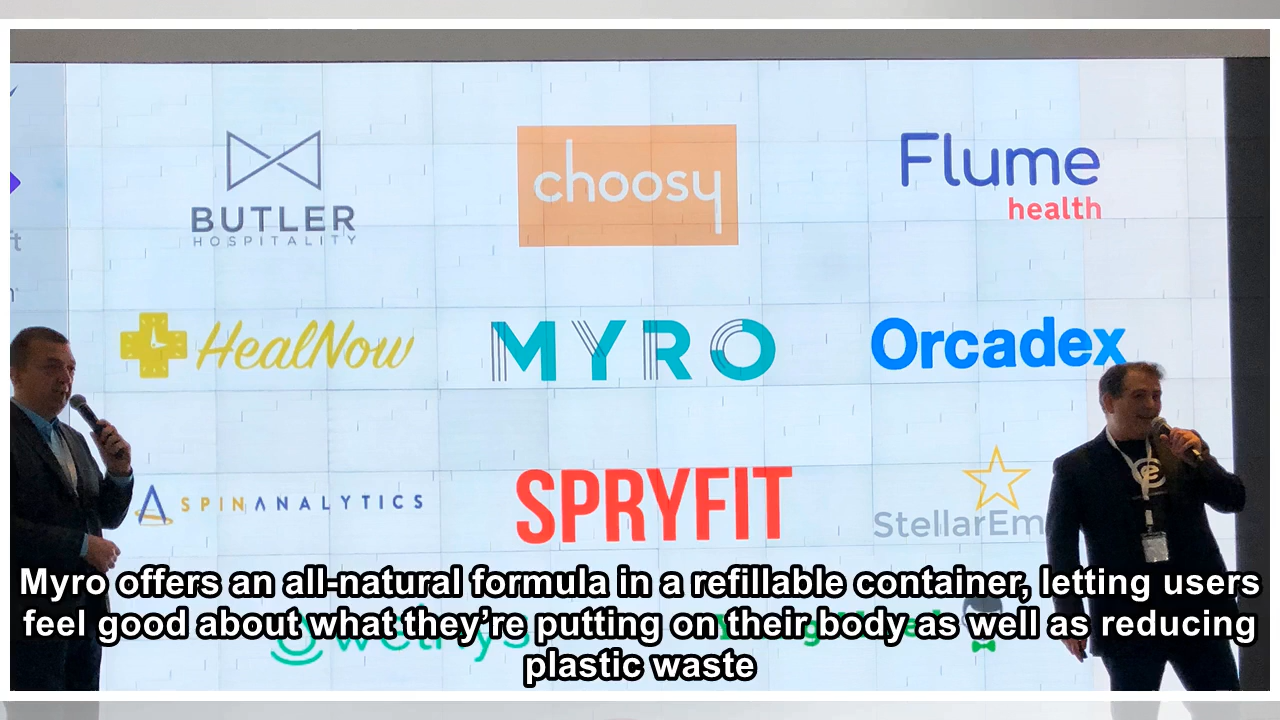 BUTLER
HOSPITALITY
choosy
Flume
health
HealNow
MYRO
Orcadex
SPINANALYTICS
SPRYFIT
StellarEm
Myro offers an all-natural formula in a refillable container, letting users
feel good about what they’re putting on their body as well as reducing
plastic waste